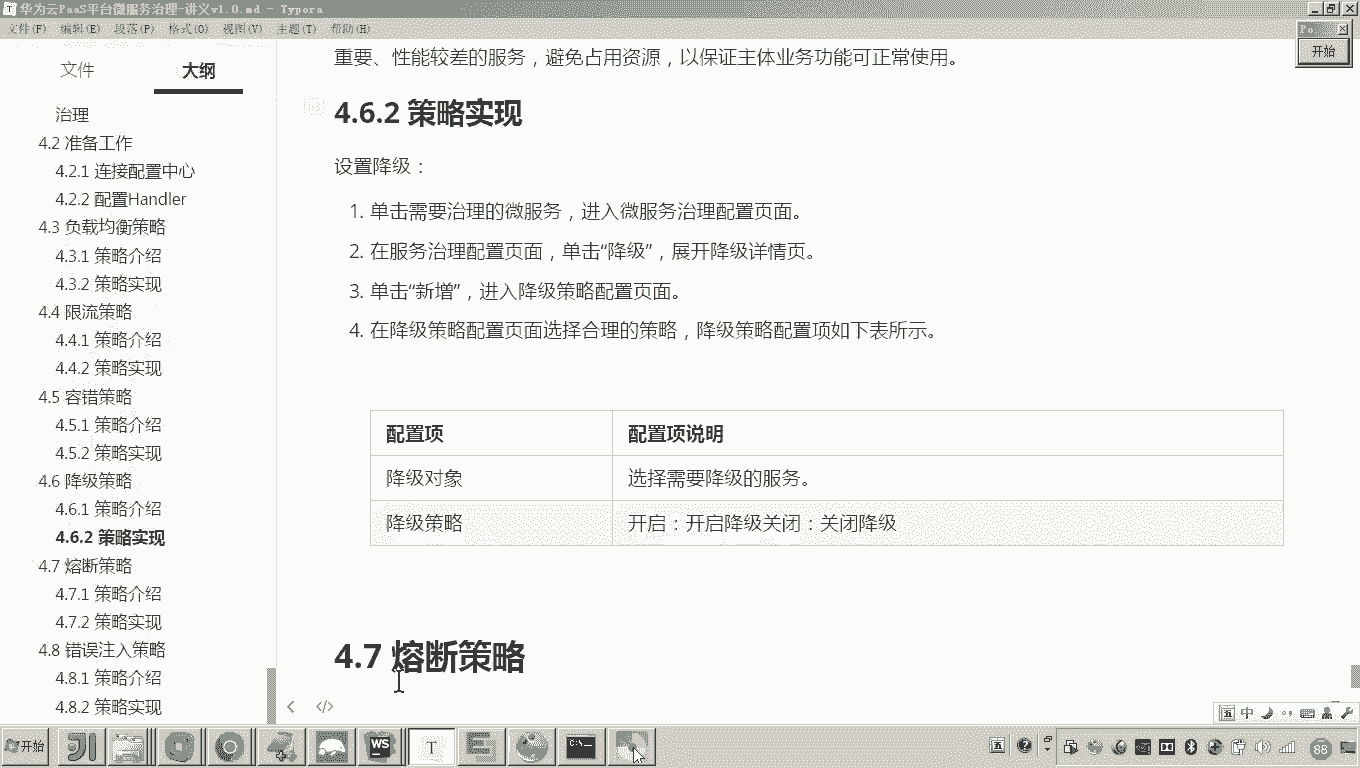 华为云PaaS平台微服务治理-讲义v1.0.md - Typora
文件(F) 编辑(E) 段落(P) 格式(O) 视图(V) 主题(T) 帮助(H)
开始
文件 大纲
治理
4.2 准备工作
4.2.1 连接配置中心
4.2.2 配置Handler
4.3 负载均衡策略
4.3.1 策略介绍
4.3.2 策略实现
4.4 限流策略
4.4.1 策略介绍
4.4.2 策略实现
4.5 容错策略
4.5.1 策略介绍
4.5.2 策略实现
4.6 降级策略
4.6.1 策略介绍
4.6.2 策略实现
4.7 熔断策略
4.7.1 策略介绍
4.7.2 策略实现
4.8 错误注入策略
4.8.1 策略介绍
4.8.2 策略实现
重要、性能较差的服务，避免占用资源，以保证主体业务功能可正常使用。
4.6.2 策略实现
设置降级：
1. 单击需要治理的微服务，进入微服务治理配置页面。
2. 在服务治理配置页面，单击“降级”，展开降级详情页。
3. 单击“新增”，进入降级策略配置页面。
4. 在降级策略配置页面选择合理的策略，降级策略配置项如下表所示。
配置项 配置项说明
降级对象 选择需要降级的服务。
降级策略 开启：开启降级关闭：关闭降级
4.7 熔断策略
五 中
开始
WS
T
C:\
五
88